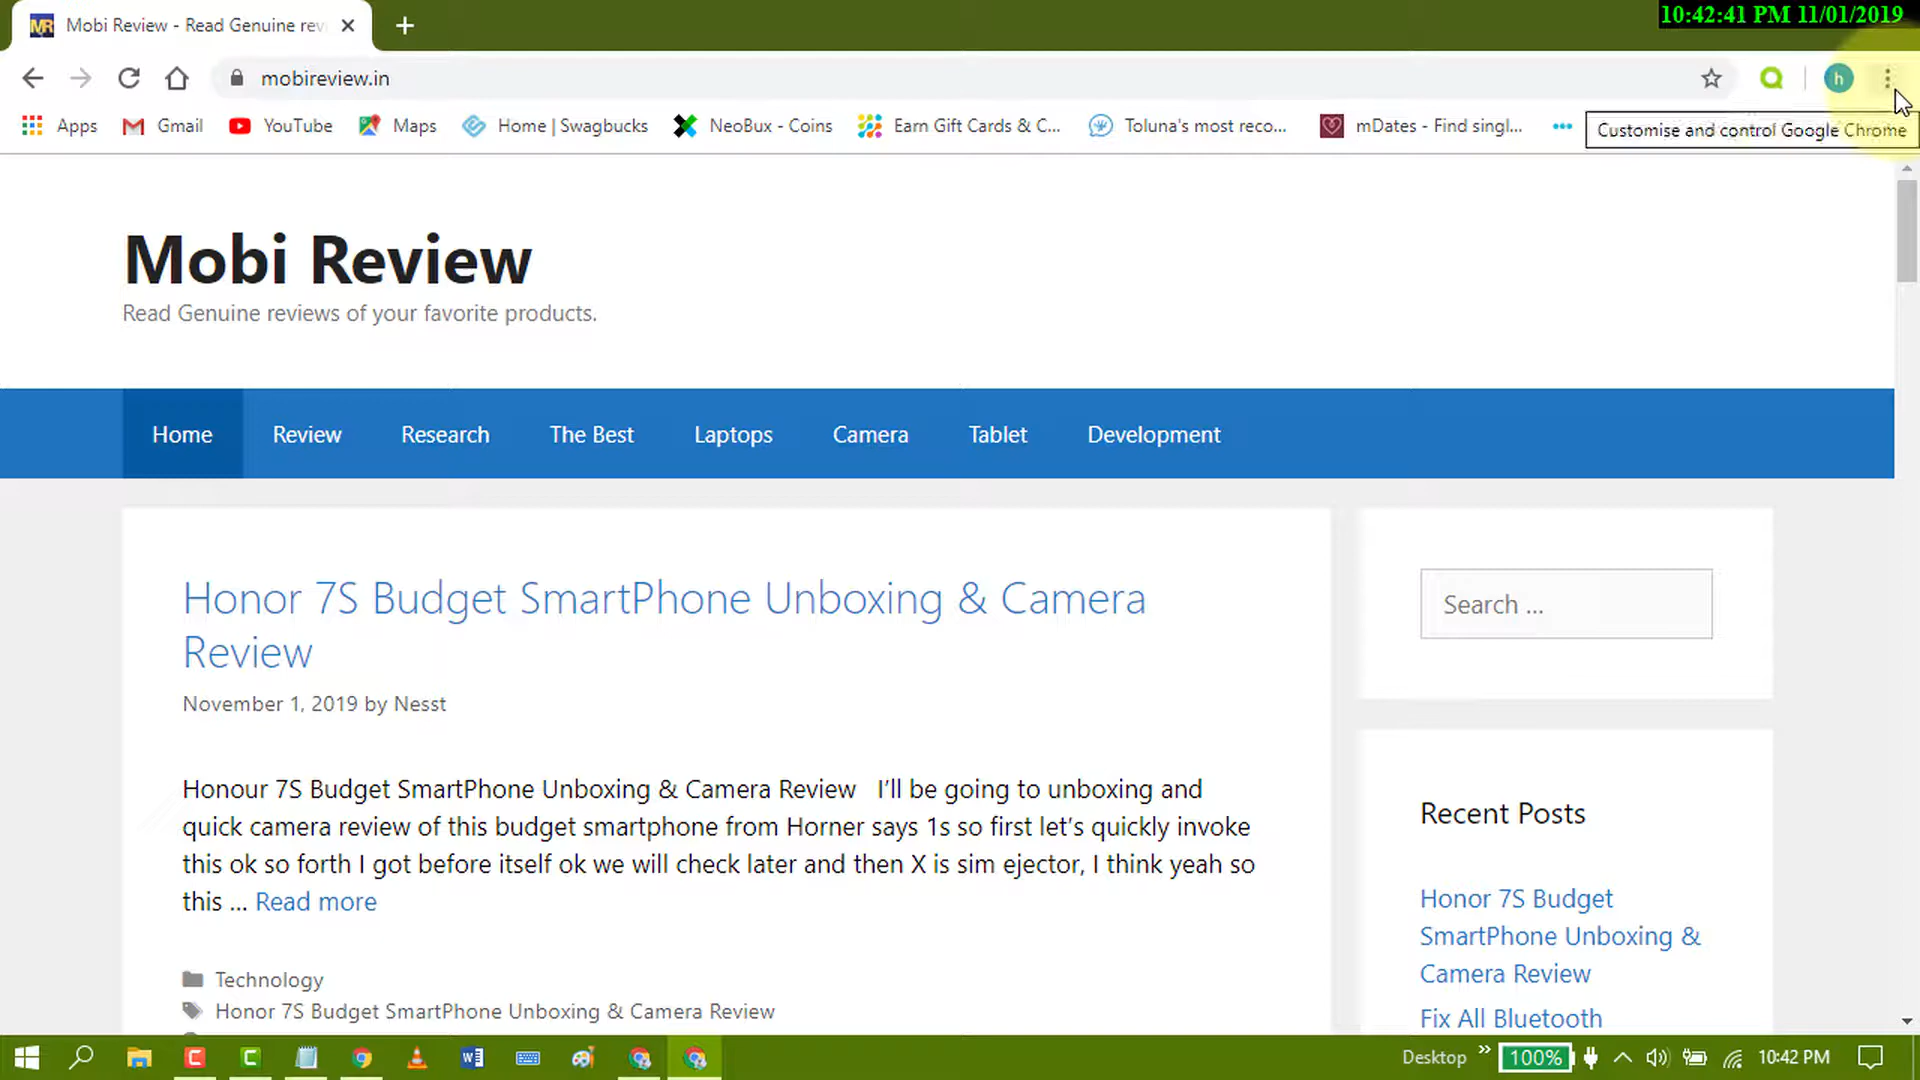 10:42:41 PM 11/01/2019
MR Mobi Review - Read Genuine rev
mobireview.in
h
Apps Gmail YouTube Maps Home | Swagbucks NeoBux - Coins Earn Gift Cards & C... Toluna's most reco... mDates - Find singl...
Customise and control Google Chrome
Mobi Review
Read Genuine reviews of your favorite products.
Home Review Research The Best Laptops Camera Tablet Development
Honor 7S Budget SmartPhone Unboxing & Camera
Review
November 1, 2019 by Nesst
Honour 7S Budget SmartPhone Unboxing & Camera Review I’ll be going to unboxing and
quick camera review of this budget smartphone from Horner says 1s so first let’s quickly invoke
this ok so forth I got before itself ok we will check later and then X is sim ejector, I think yeah so
this ... Read more
Technology
Honor 7S Budget SmartPhone Unboxing & Camera Review
Search ...
Recent Posts
Honor 7S Budget
SmartPhone Unboxing &
Camera Review
Fix All Bluetooth
Desktop 100% 10:42 PM